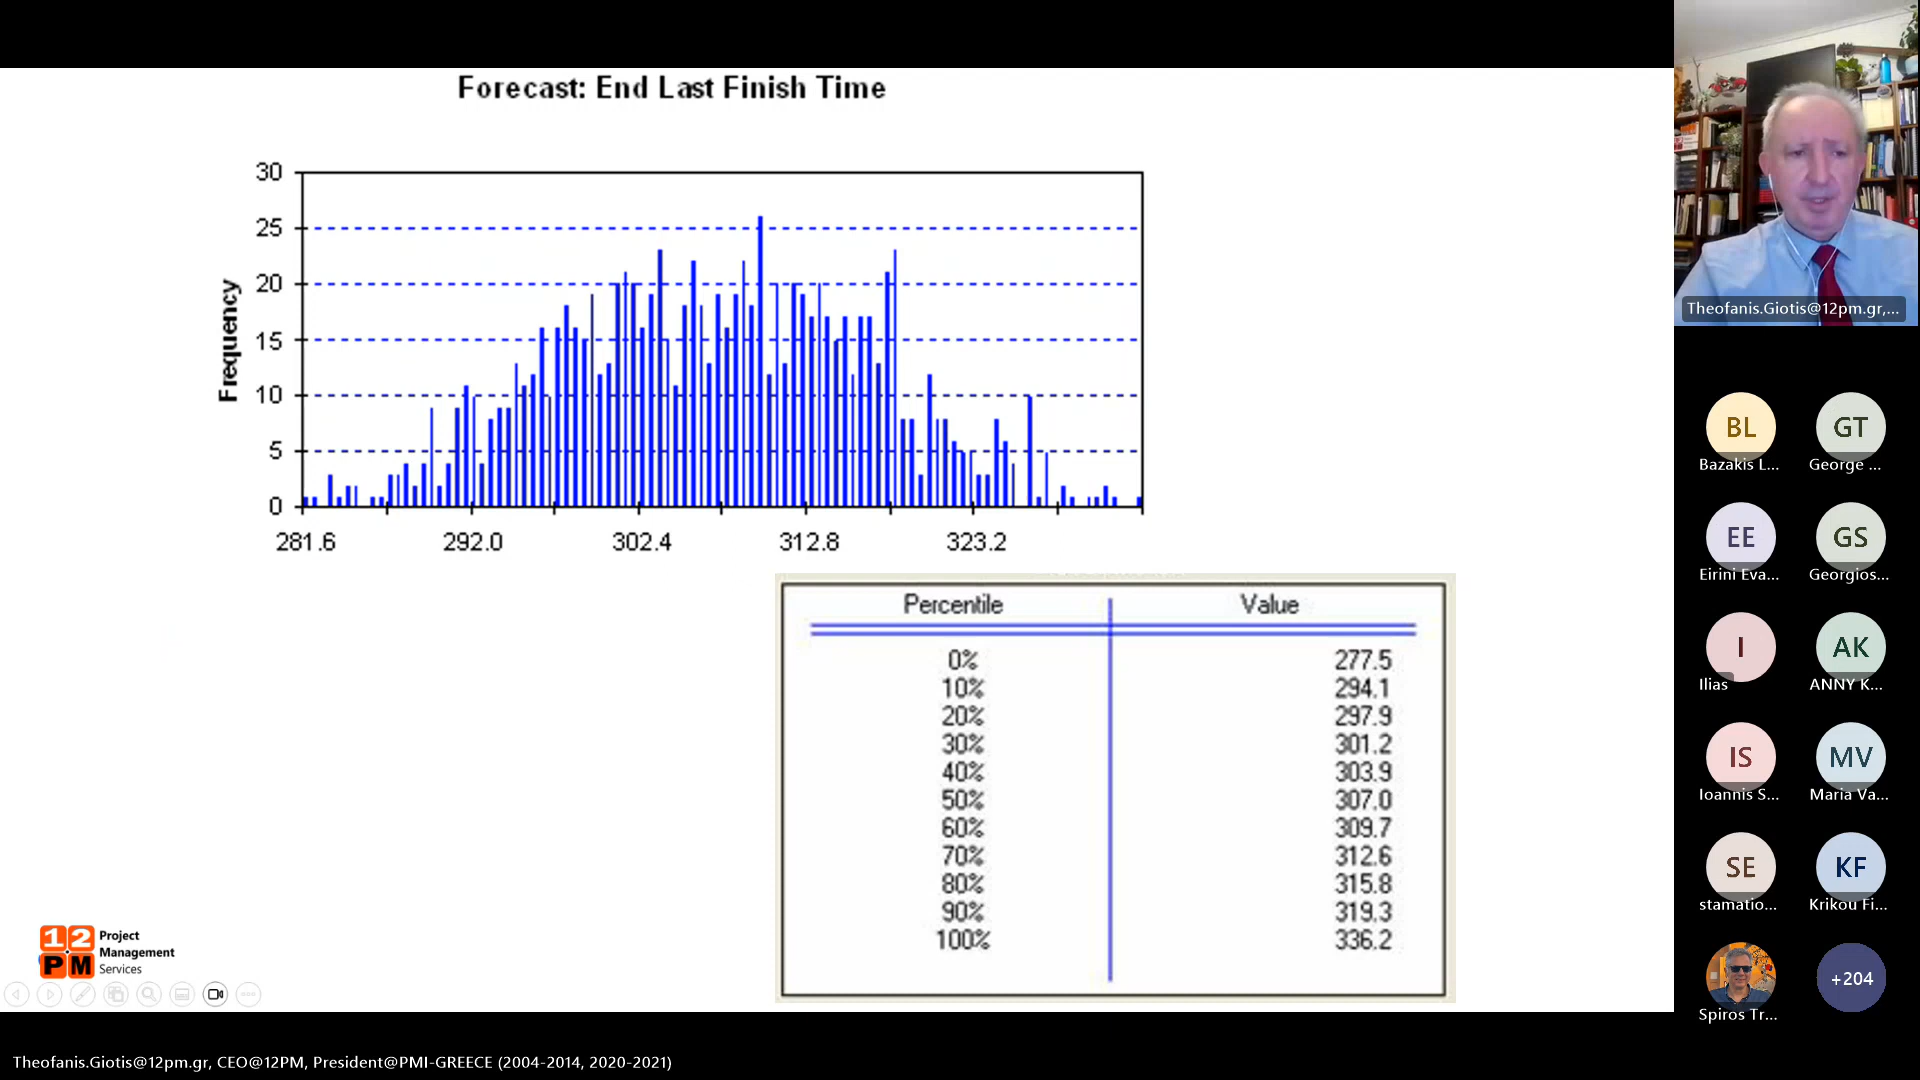 Forecast: End Last Finish Time
30
25
20
15
10
5
0
Frequency
281.6 292.0 302.4 312.8 323.2
Percentile Value
0% 277.5
10% 294.1
20% 297.9
30% 301.2
40% 303.9
50% 307.0
60% 309.7
70% 312.6
80% 315.8
90% 319.3
100% 336.2
12
PM
Project
Management
Services
Theofanis.Giotis@12pm.gr, CEO@12PM, President@PMI-GREECE (2004-2014, 2020-2021)
Theofanis.Giotis@12pm.gr,...
BL GT
Bazakis L... George ...
EE GS
Eirini Eva... Georgios...
I AK
Ilias ANNY K...
IS MV
Ioannis S... Maria Va...
SE KF
stamatio... Krikou Fi...
+204
Spiros Tr...